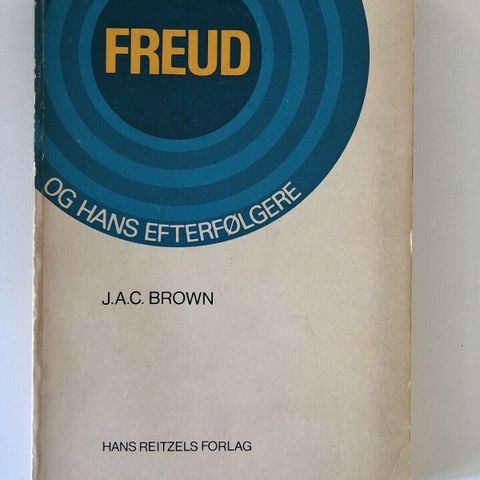 FREUD
OG HANS EFTERFØLGERE
J.A.C. BROWN
HANS REITZELS FORLAG